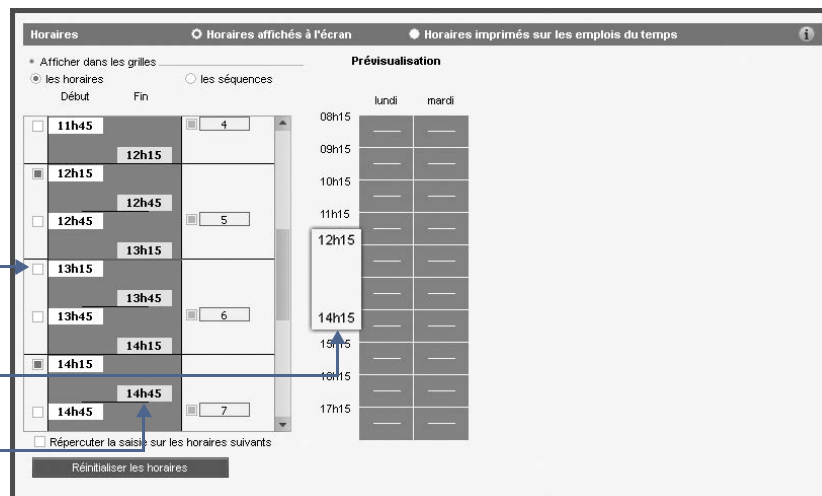 Horaires Horaires affichés à l'écran Horaires imprimés sur les emplois du temps
Afficher dans les grilles
les horaires les séquences
Début Fin
11h45 4
12h15
12h15
12h45
12h45 5
13h15
13h15
13h45
13h45 6
14h15
14h15
14h45
14h45 7
Répercuter la saisie sur les horaires suivants
Réinitialiser les horaires
Prévisualisation
lundi mardi
08h15
09h15
10h15
11h15
12h15
14h15
15h15
16h15
17h15